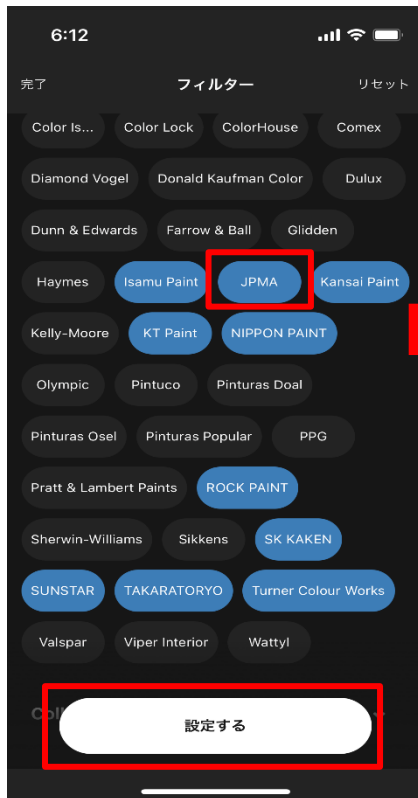 6:12
完了 フィルター リセット
Color Is... Color Lock ColorHouse Comex
Diamond Vogel Donald Kaufman Color Dulux
Dunn & Edwards Farrow & Ball Glidden
Haymes Isamu Paint JPMA Kansai Paint
Kelly-Moore KT Paint NIPPON PAINT
Olympic Pintuco Pinturas Doal
Pinturas Osel Pinturas Popular PPG
Pratt & Lambert Paints ROCK PAINT
Sherwin-Williams Sikkens SK KAKEN
SUNSTAR TAKARATORYO Turner Colour Works
Valspar Viper Interior Wattyl
設定する